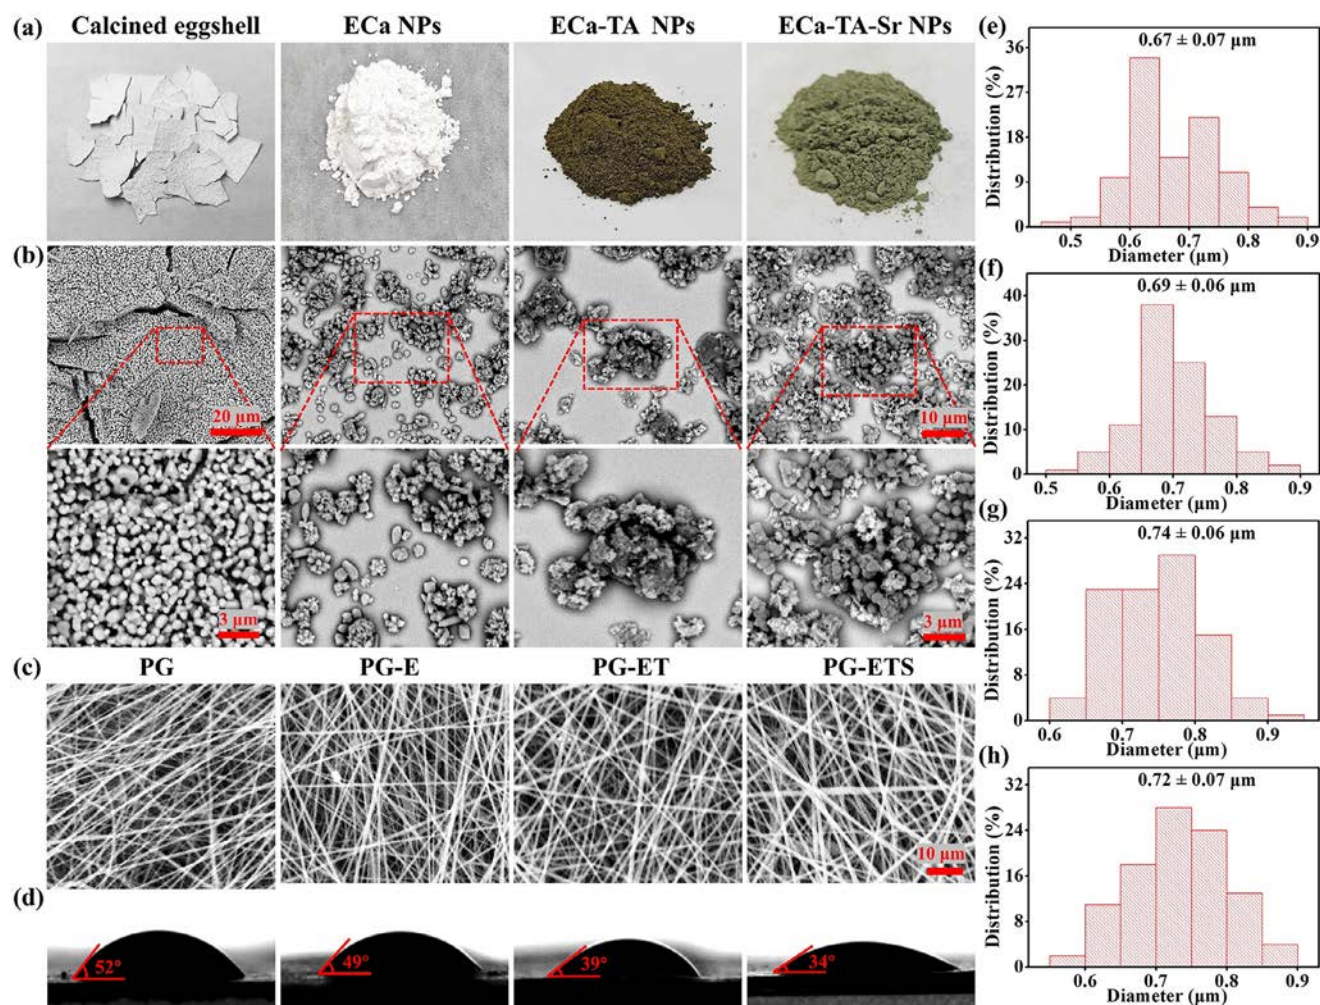 (a) Calcined eggshell ECa NPs ECa-TA NPs ECa-TA-Sr NPs
(b)
20 μm
10 μm
3 μm
3 μm
PG PG-E PG-ET PG-ETS
(c)
10 μm
(d)
52° 49° 39° 34°
(e)
0.67 ± 0.07 μm
Distribution (%)
36
27
18
9
0
0.5 0.6 0.7 0.8 0.9
Diameter (μm)
(f)
0.69 ± 0.06 μm
Distribution (%)
40
30
20
10
0
0.5 0.6 0.7 0.8 0.9
Diameter (μm)
(g)
0.74 ± 0.06 μm
Distribution (%)
32
24
16
8
0
0.6 0.7 0.8 0.9
Diameter (μm)
(h)
0.72 ± 0.07 μm
Distribution (%)
32
24
16
8
0
0.6 0.7 0.8 0.9
Diameter (μm)